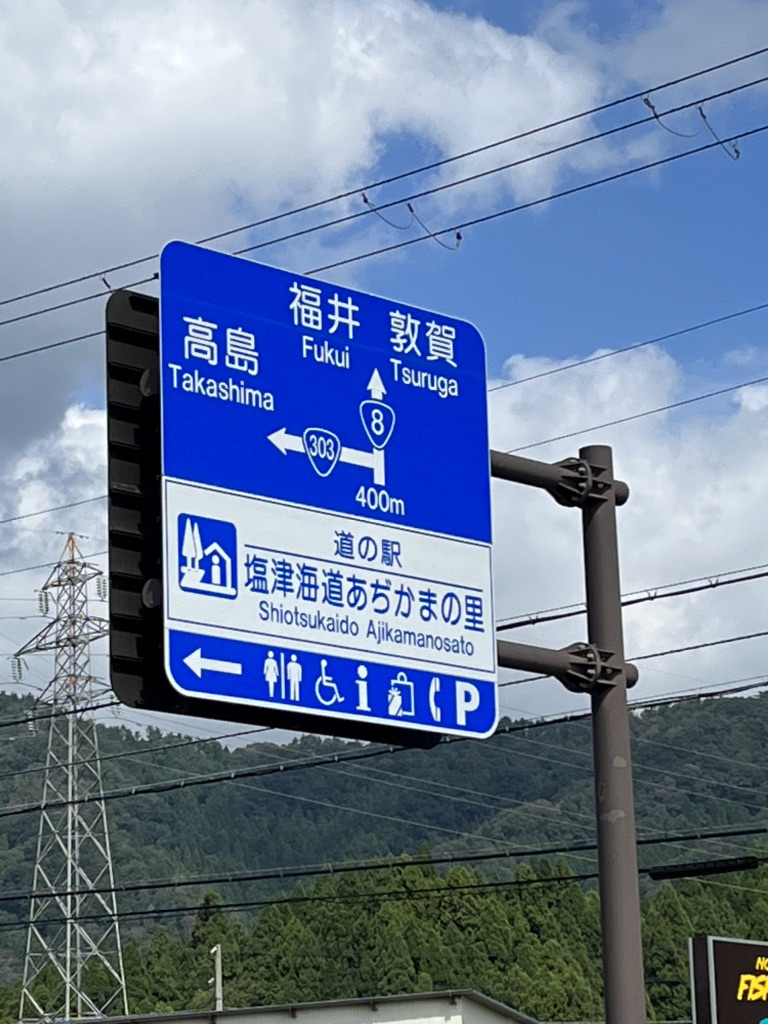 福井 敦賀
Fukui Tsuruga
高島
Takashima
8
303
400m
道の駅
塩津海道あぢかまの里
Shiotsukaido Ajikamanosato
P